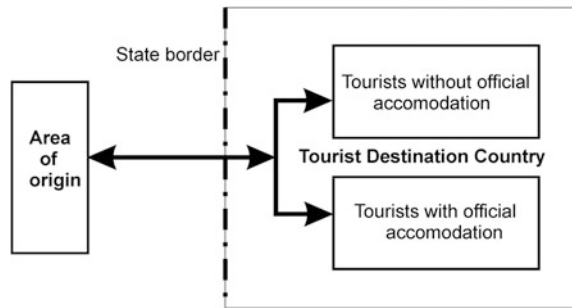 State border
Area
of
origin
Tourists without official
accomodation
Tourist Destination Country
Tourists with official
accomodation